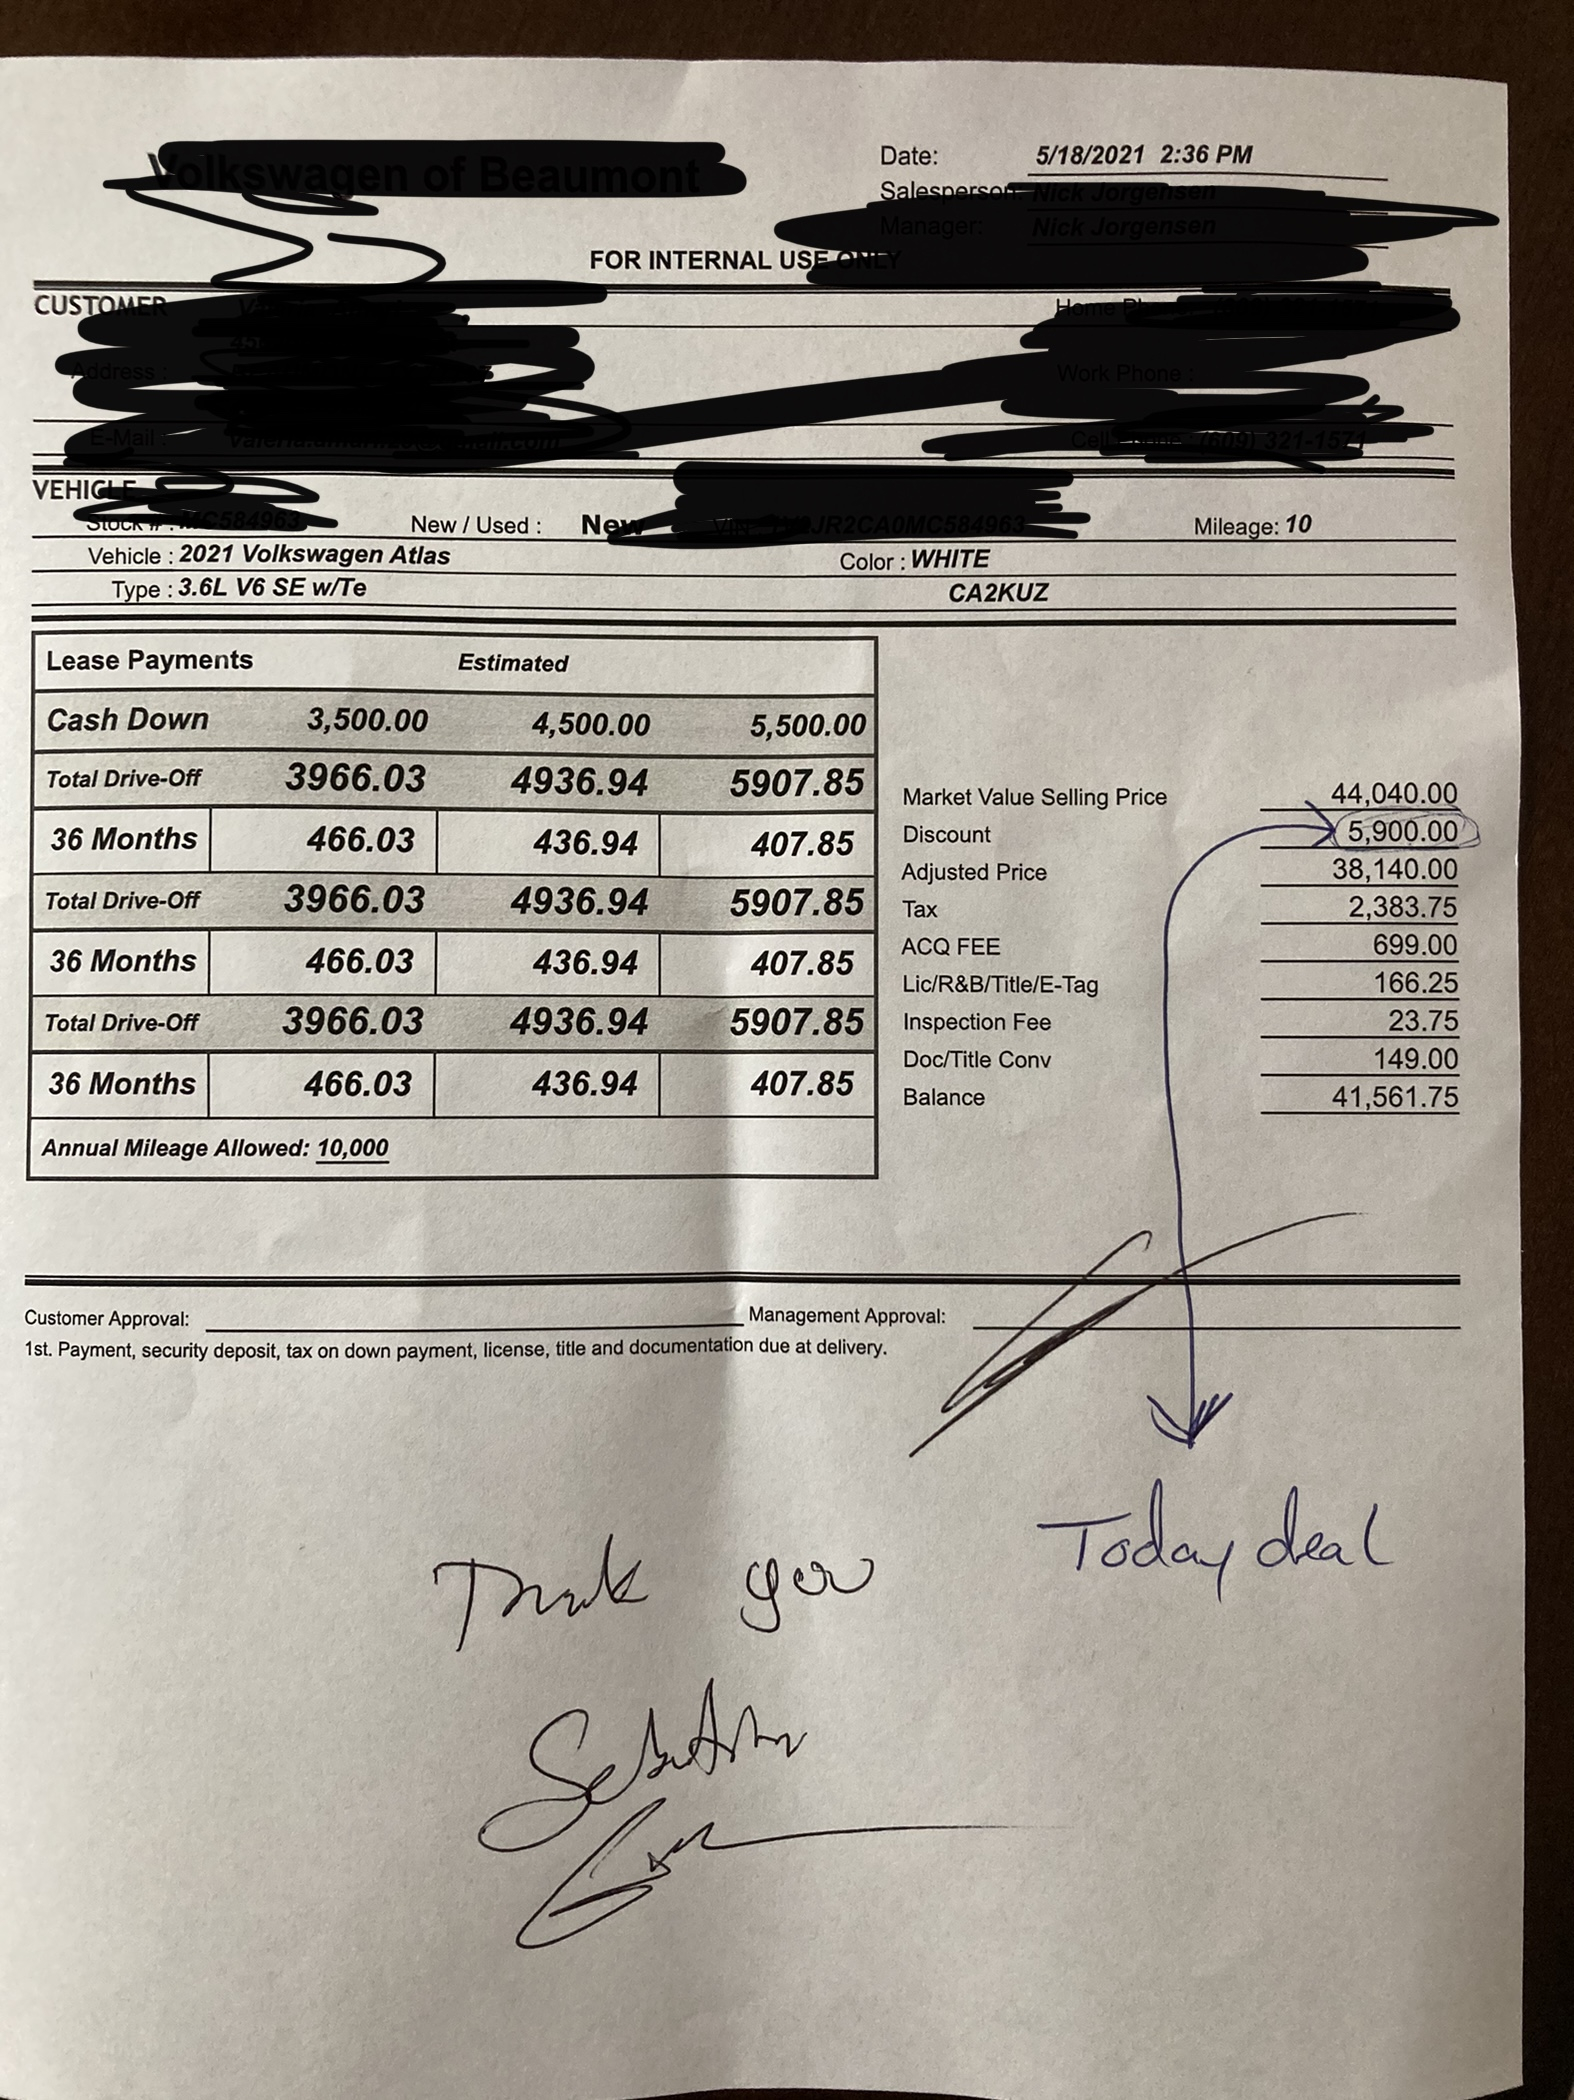 Date: 5/18/2021 2:36 PM
Salesperson:
Manager:
FOR INTERNAL USE ONLY
CUSTOMER
Address :
Work Phone :
E-Mail :
VEHICLE
Stock # : New / Used : New Mileage: 10
Vehicle : 2021 Volkswagen Atlas Color : WHITE
Type : 3.6L V6 SE w/Te CA2KUZ
Lease Payments Estimated
Cash Down 3,500.00 4,500.00 5,500.00
Total Drive-Off 3966.03 4936.94 5907.85
36 Months 466.03 436.94 407.85
Total Drive-Off 3966.03 4936.94 5907.85
36 Months 466.03 436.94 407.85
Total Drive-Off 3966.03 4936.94 5907.85
36 Months 466.03 436.94 407.85
Annual Mileage Allowed: 10,000
Market Value Selling Price 44,040.00
Discount 5,900.00
Adjusted Price 38,140.00
Tax 2,383.75
ACQ FEE 699.00
Lic/R&B/Title/E-Tag 166.25
Inspection Fee 23.75
Doc/Title Conv 149.00
Balance 41,561.75
Customer Approval: Management Approval:
1st. Payment, security deposit, tax on down payment, license, title and documentation due at delivery.
Today deal
Thank you